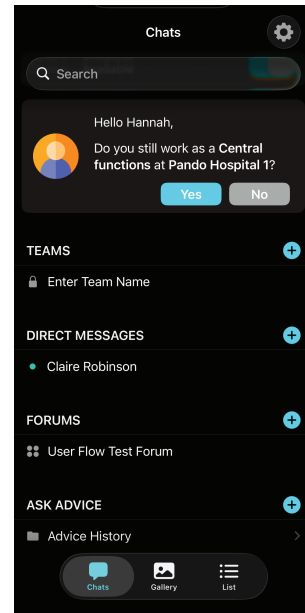 Chats
Search
Hello Hannah,
Do you still work as a Central
functions at Pando Hospital 1?
Yes
No
TEAMS
Enter Team Name
DIRECT MESSAGES
Claire Robinson
FORUMS
User Flow Test Forum
ASK ADVICE
Advice History
Chats
Gallery
List